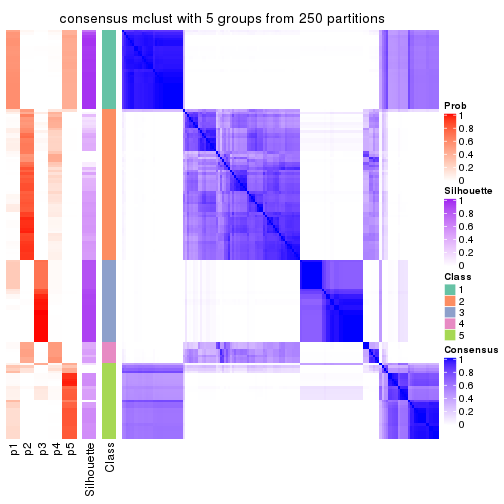 consensus mclust with 5 groups from 250 partitions
Prob
1
0.8
0.6
0.4
0.2
0
Silhouette
1
0.8
0.6
0.4
0.2
0
Class
1
2
3
4
5
Consensus
1
0.8
0.6
0.4
0.2
0
p1
p2
p3
p4
p5
Silhouette
Class